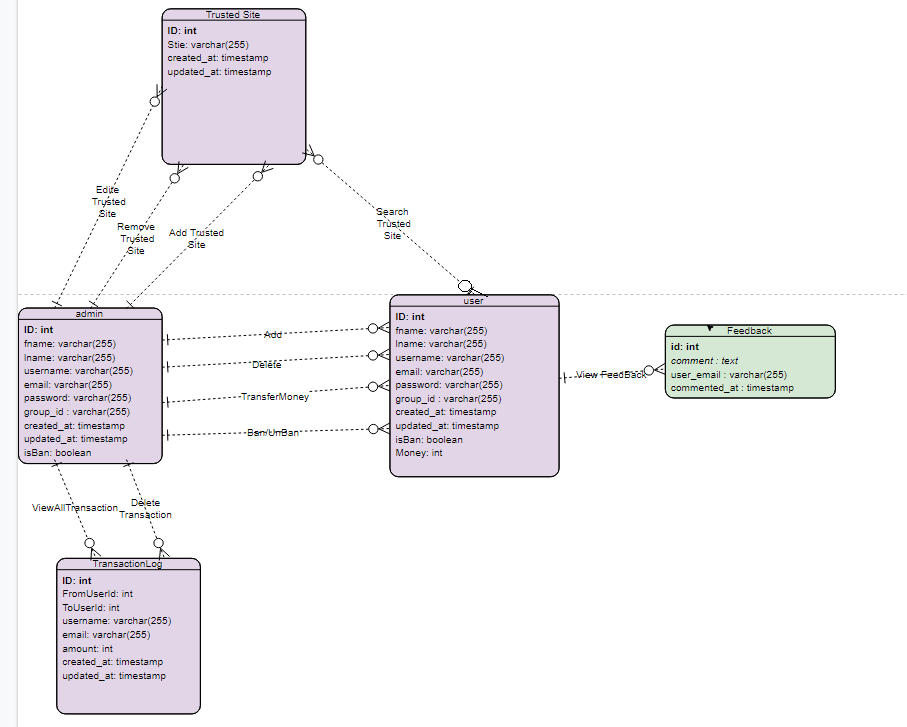 Trusted Site
ID: int
Stie: varchar(255)
created_at: timestamp
updated_at: timestamp
Edite
Trusted
Site
Remove
Trusted
Site
Add Trusted
Site
Search
Trusted
Site
admin
ID: int
fname: varchar(255)
lname: varchar(255)
username: varchar(255)
email: varchar(255)
password: varchar(255)
group_id : varchar(255)
created_at: timestamp
updated_at: timestamp
isBan: boolean
Add
Delete
TransferMoney
Ban/UnBan
user
ID: int
fname: varchar(255)
lname: varchar(255)
username: varchar(255)
email: varchar(255)
password: varchar(255)
group_id : varchar(255)
created_at: timestamp
updated_at: timestamp
isBan: boolean
Money: int
View FeedBack
Feedback
id: int
comment : text
user_email : varchar(255)
commented_at : timestamp
ViewAllTransaction
Delete
Transaction
TransactionLog
ID: int
FromUserId: int
ToUserId: int
username: varchar(255)
email: varchar(255)
amount: int
created_at: timestamp
updated_at: timestamp